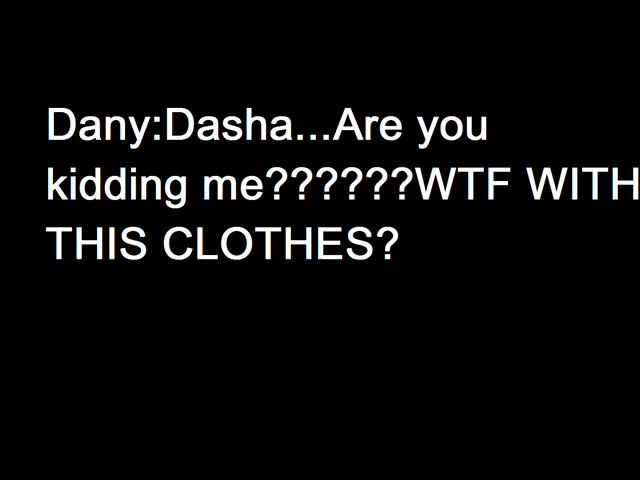 Dany:Dasha...Are you
kidding me??????WTF WITH
THIS CLOTHES?